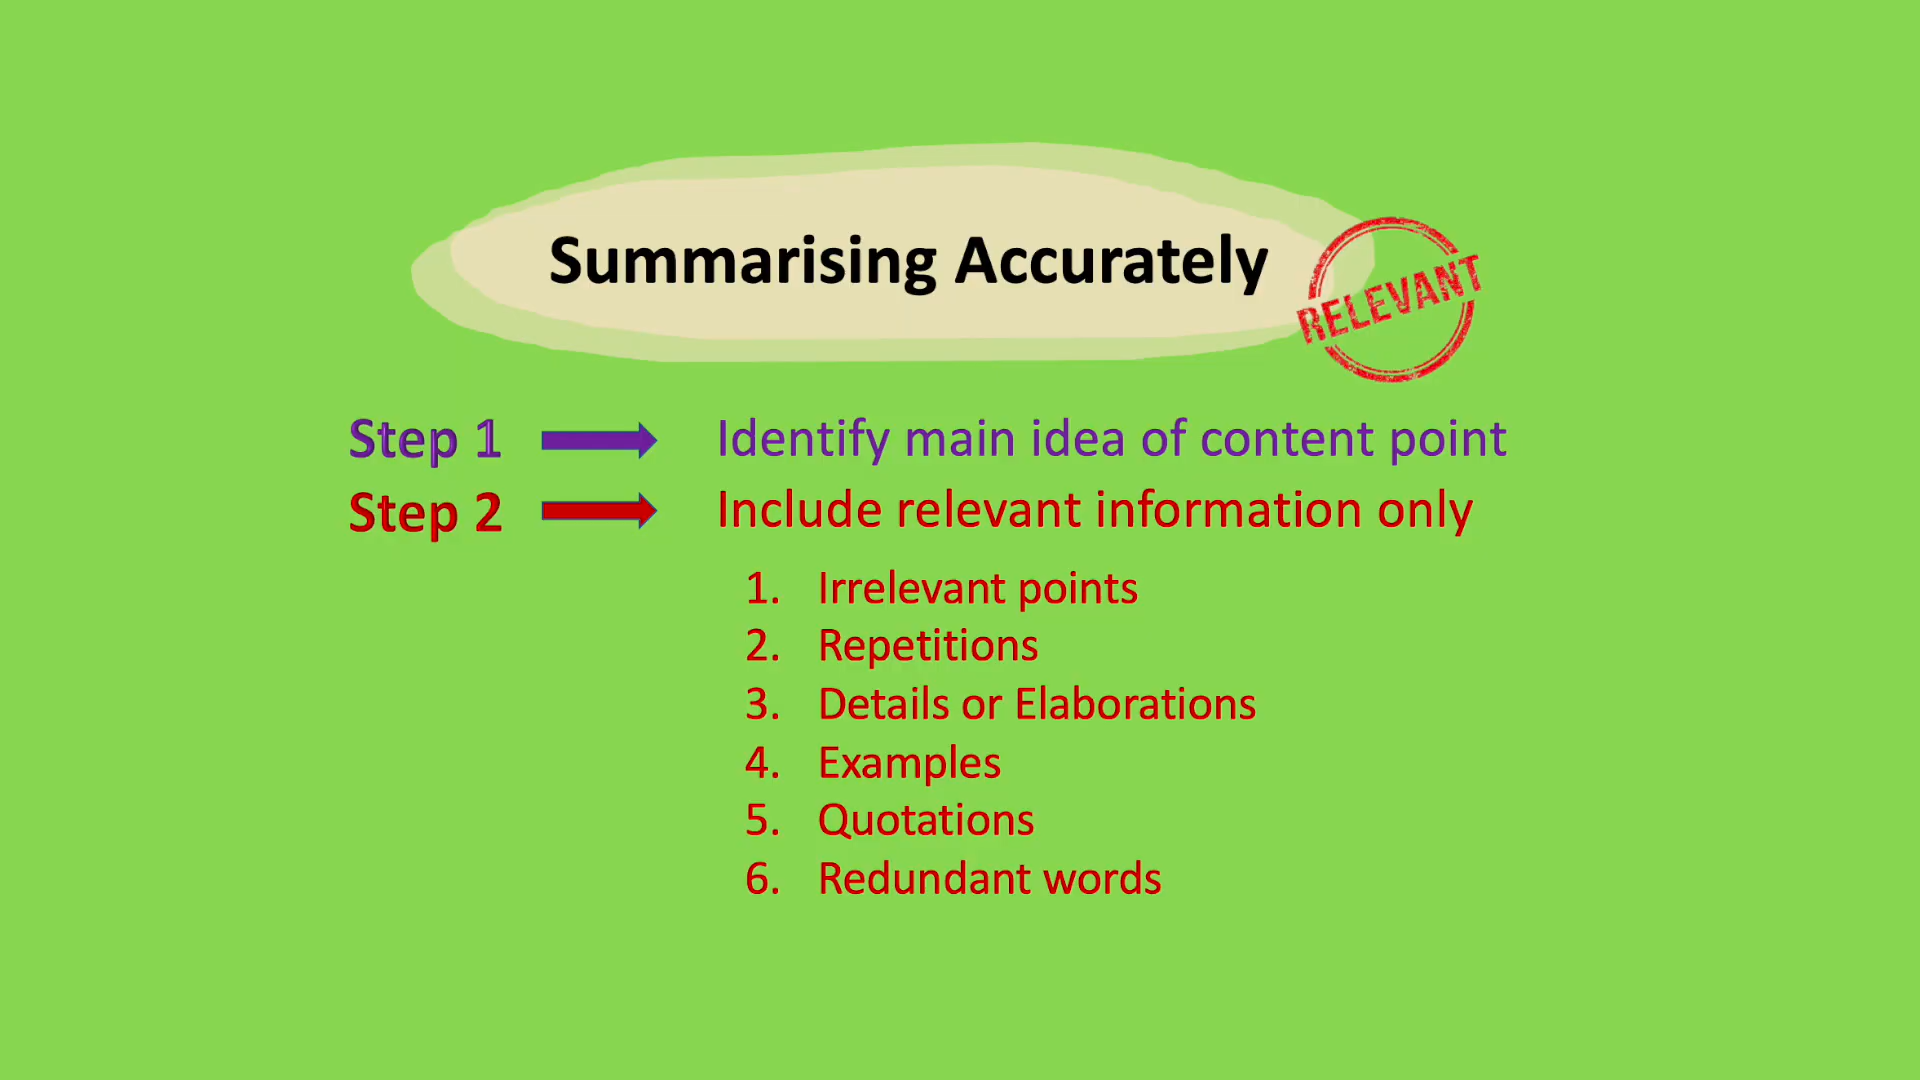 Summarising Accurately
RELEVANT
Step 1 Identify main idea of content point
Step 2 Include relevant information only
1. Irrelevant points
2. Repetitions
3. Details or Elaborations
4. Examples
5. Quotations
6. Redundant words